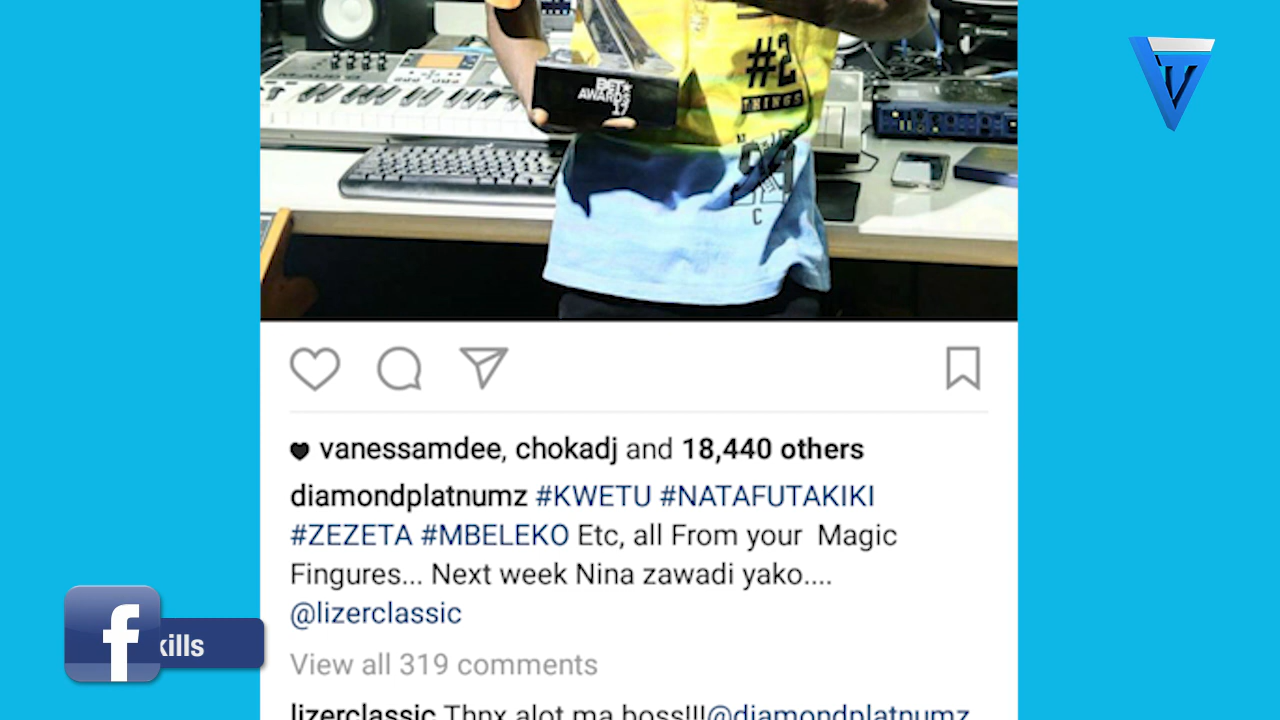 #2
THINGS
BET
AWARDS
17
C
vanessamdee, chokadj and 18,440 others
diamondplatnumz #KWETU #NATAFUTAKIKI
#ZEZETA #MBELEKO Etc, all From your Magic
Fingures... Next week Nina zawadi yako....
@lizerclassic
View all 319 comments
lizerclassic Thnx alot ma boss!!!@diamondplatnumz
f
kills
TV